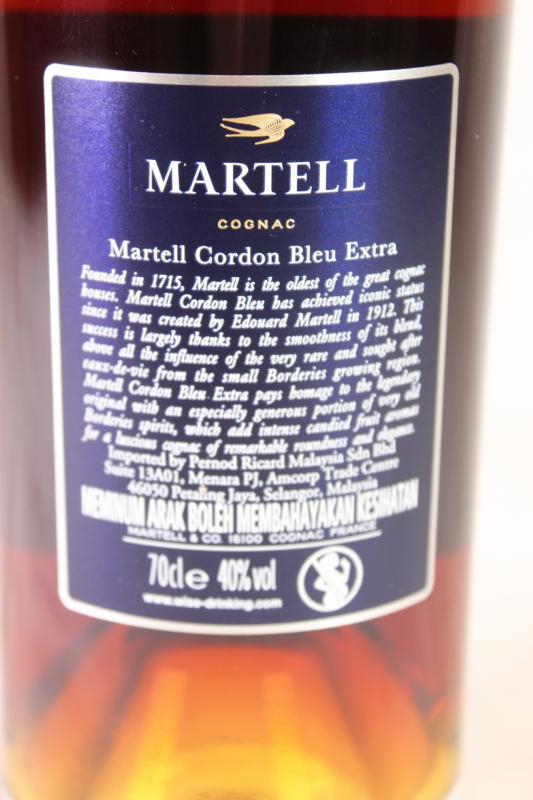 MARTELL
COGNAC
Martell Cordon Bleu Extra
Founded in 1715, Martell is the oldest of the great cognac
houses. Martell Cordon Bleu has achieved iconic status
since it was created by Edouard Martell in 1912. This
success is largely thanks to the smoothness of its blend,
above all the influence of the very rare and sought after
eaux-de-vie from the small Borderies growing region.
Martell Cordon Bleu Extra pays homage to the legendary
original with an especially generous portion of very old
Borderies spirits, which add intense candied fruit aromas
for a luscious cognac of remarkable roundness and elegance.
Imported by Pernod Ricard Malaysia Sdn Bhd
Suite 13A01, Menara PJ, Amcorp Trade Centre
46050 Petaling Jaya, Selangor, Malaysia
MEMINUM ARAK BOLEH MEMBAHAYAKAN KESIHATAN
MARTELL & CO. 16100 COGNAC FRANCE
70cl e 40% vol
www.wise-drinking.com